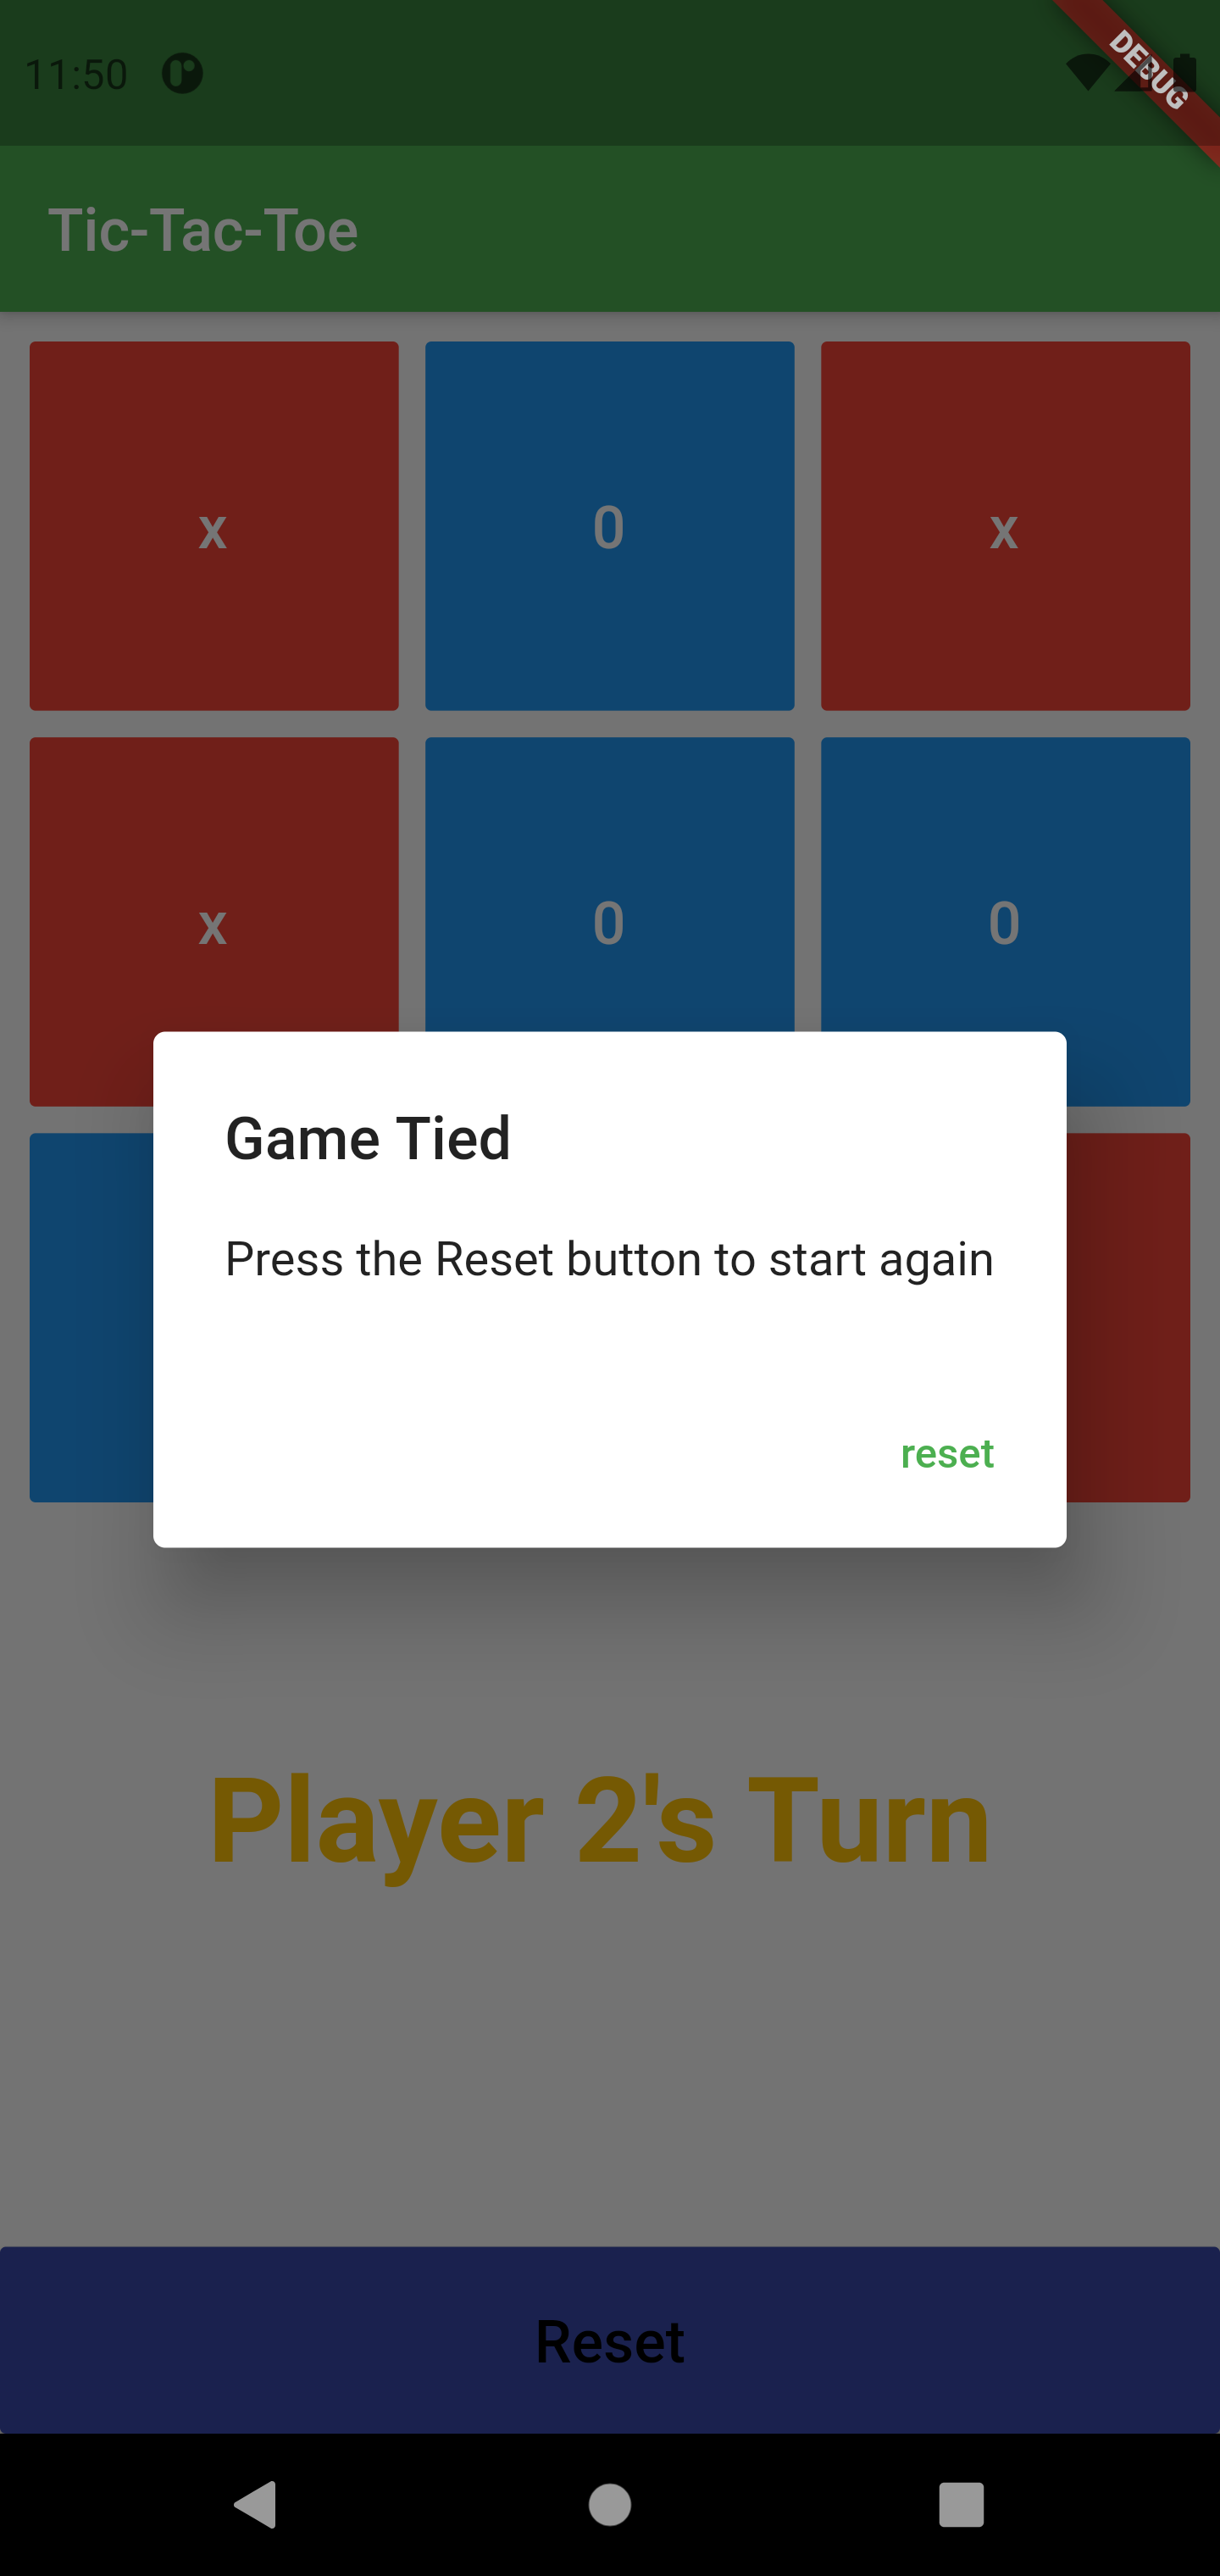 11:50
DEBUG
Tic-Tac-Toe
x 0 x
x 0 0
Game Tied
Press the Reset button to start again
reset
Player 2's Turn
Reset